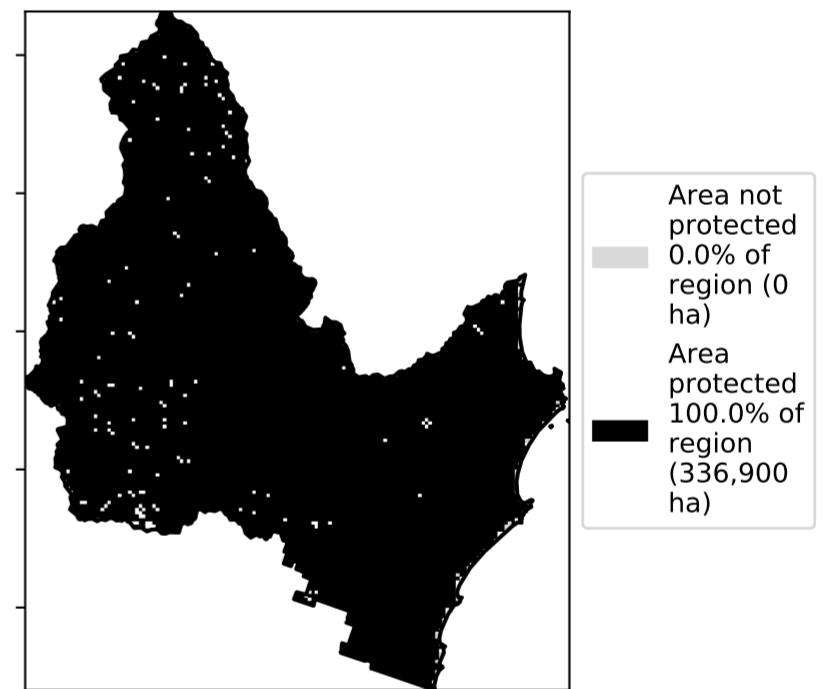 Area not
protected
0.0% of
region (0
ha)
Area
protected
100.0% of
region
(336,900
ha)